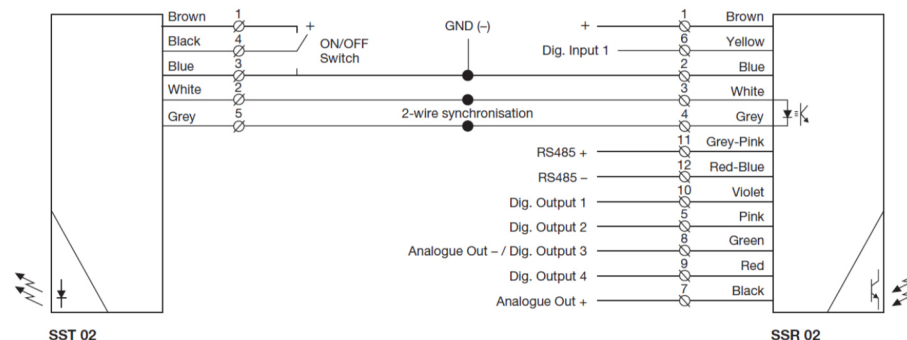 Brown 1 +
Black 4
ON/OFF
Switch
Blue 3
White 2
Grey 5
GND (–)
2-wire synchronisation
+ 1 Brown
Dig. Input 1 6 Yellow
2 Blue
3 White
4 Grey
RS485 + 11 Grey-Pink
RS485 – 12 Red-Blue
Dig. Output 1 10 Violet
Dig. Output 2 5 Pink
Analogue Out – / Dig. Output 3 8 Green
Dig. Output 4 9 Red
Analogue Out + 7 Black
SST 02
SSR 02